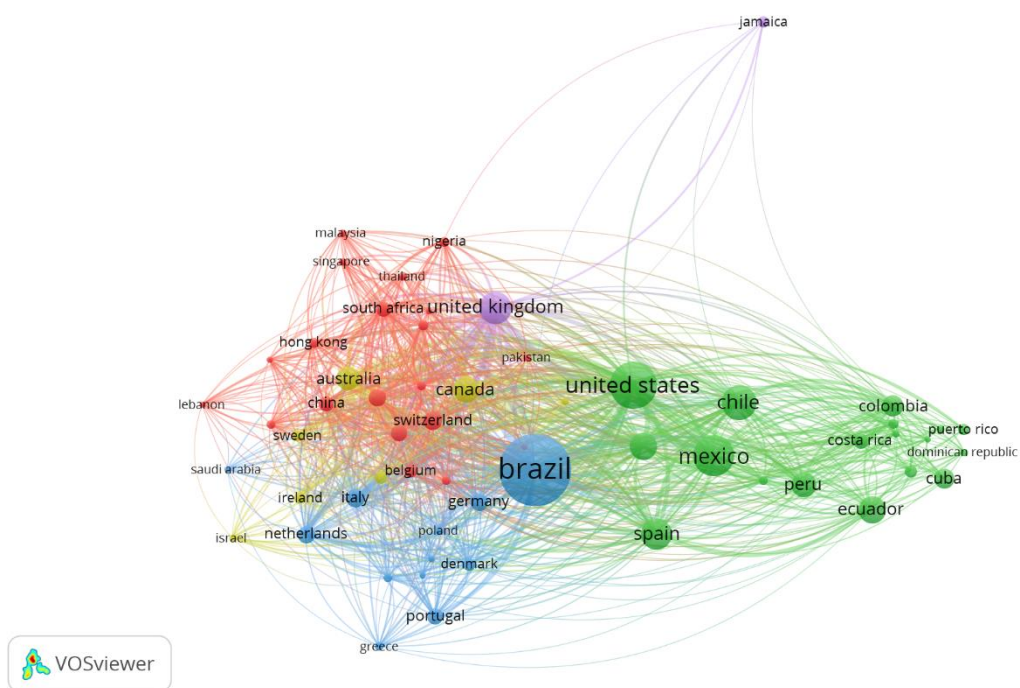 jamaica
malaysia
nigeria
singapore
thailand
south africa
united kingdom
hong kong
pakistan
australia
canada
united states
chile
lebanon
china
switzerland
colombia
sweden
puerto rico
costa rica
dominican republic
saudi arabia
belgium
brazil
mexico
peru
cuba
ireland
italy
germany
ecuador
israel
netherlands
poland
spain
denmark
portugal
greece
VOSviewer